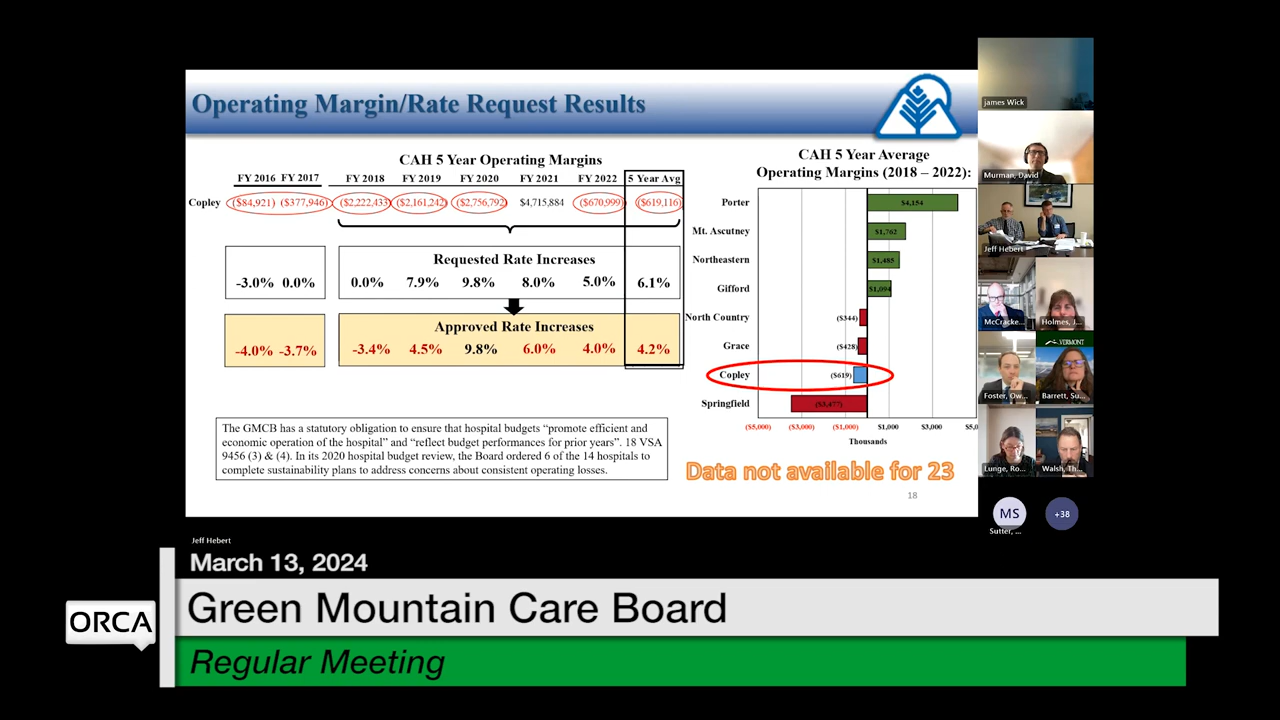 Operating Margin/Rate Request Results
CAH 5 Year Operating Margins
FY 2016 FY 2017 FY 2018 FY 2019 FY 2020 FY 2021 FY 2022 5 Year Avg
Copley ($84,921) ($377,946) ($2,222,433) ($2,161,242) ($2,756,792) $4,715,884 ($670,999) ($619,116)
Requested Rate Increases
-3.0% 0.0% 0.0% 7.9% 9.8% 8.0% 5.0% 6.1%
Approved Rate Increases
-4.0% -3.7% -3.4% 4.5% 9.8% 6.0% 4.0% 4.2%
The GMCB has a statutory obligation to ensure that hospital budgets “promote efficient and
economic operation of the hospital” and “reflect budget performances for prior years”. 18 VSA
9456 (3) & (4). In its 2020 hospital budget review, the Board ordered 6 of the 14 hospitals to
complete sustainability plans to address concerns about consistent operating losses.
CAH 5 Year Average
Operating Margins (2018 – 2022):
Porter $4,154
Mt. Ascutney $1,762
Northeastern $1,485
Gifford $1,094
North Country ($344)
Grace ($428)
Copley ($619)
Springfield ($3,477)
($5,000) ($3,000) ($1,000) $1,000 $3,000 $5,0
Thousands
Data not available for 23
18
james Wick
Murman, David
Jeff Hebert
McCracke...
Holmes, J...
VERMONT
Foster, Ow...
Barrett, Su...
Lunge, Ro...
Walsh, Th...
MS
+38
Sutter, ...
Jeff Hebert
March 13, 2024
ORCA
Green Mountain Care Board
Regular Meeting